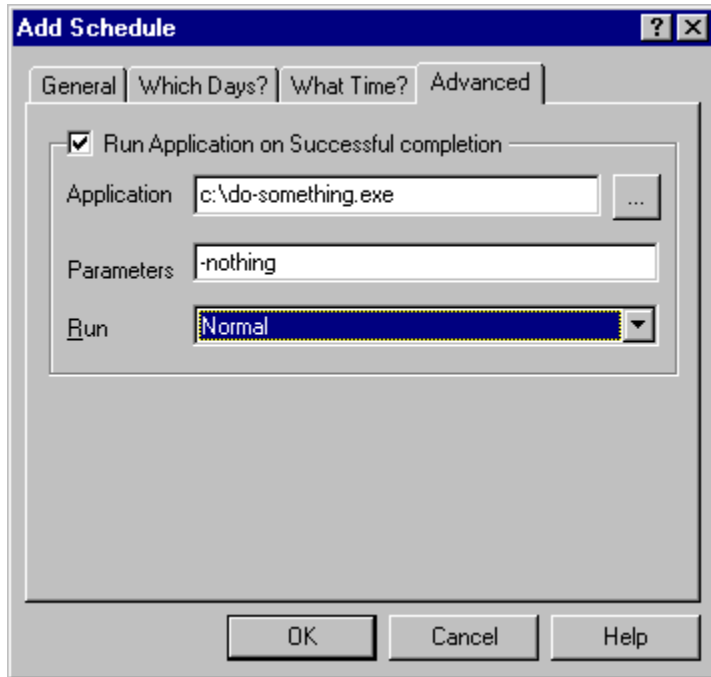 Add Schedule
General Which Days? What Time? Advanced
Run Application on Successful completion
Application c:\do-something.exe ...
Parameters -nothing
Run Normal
OK Cancel Help